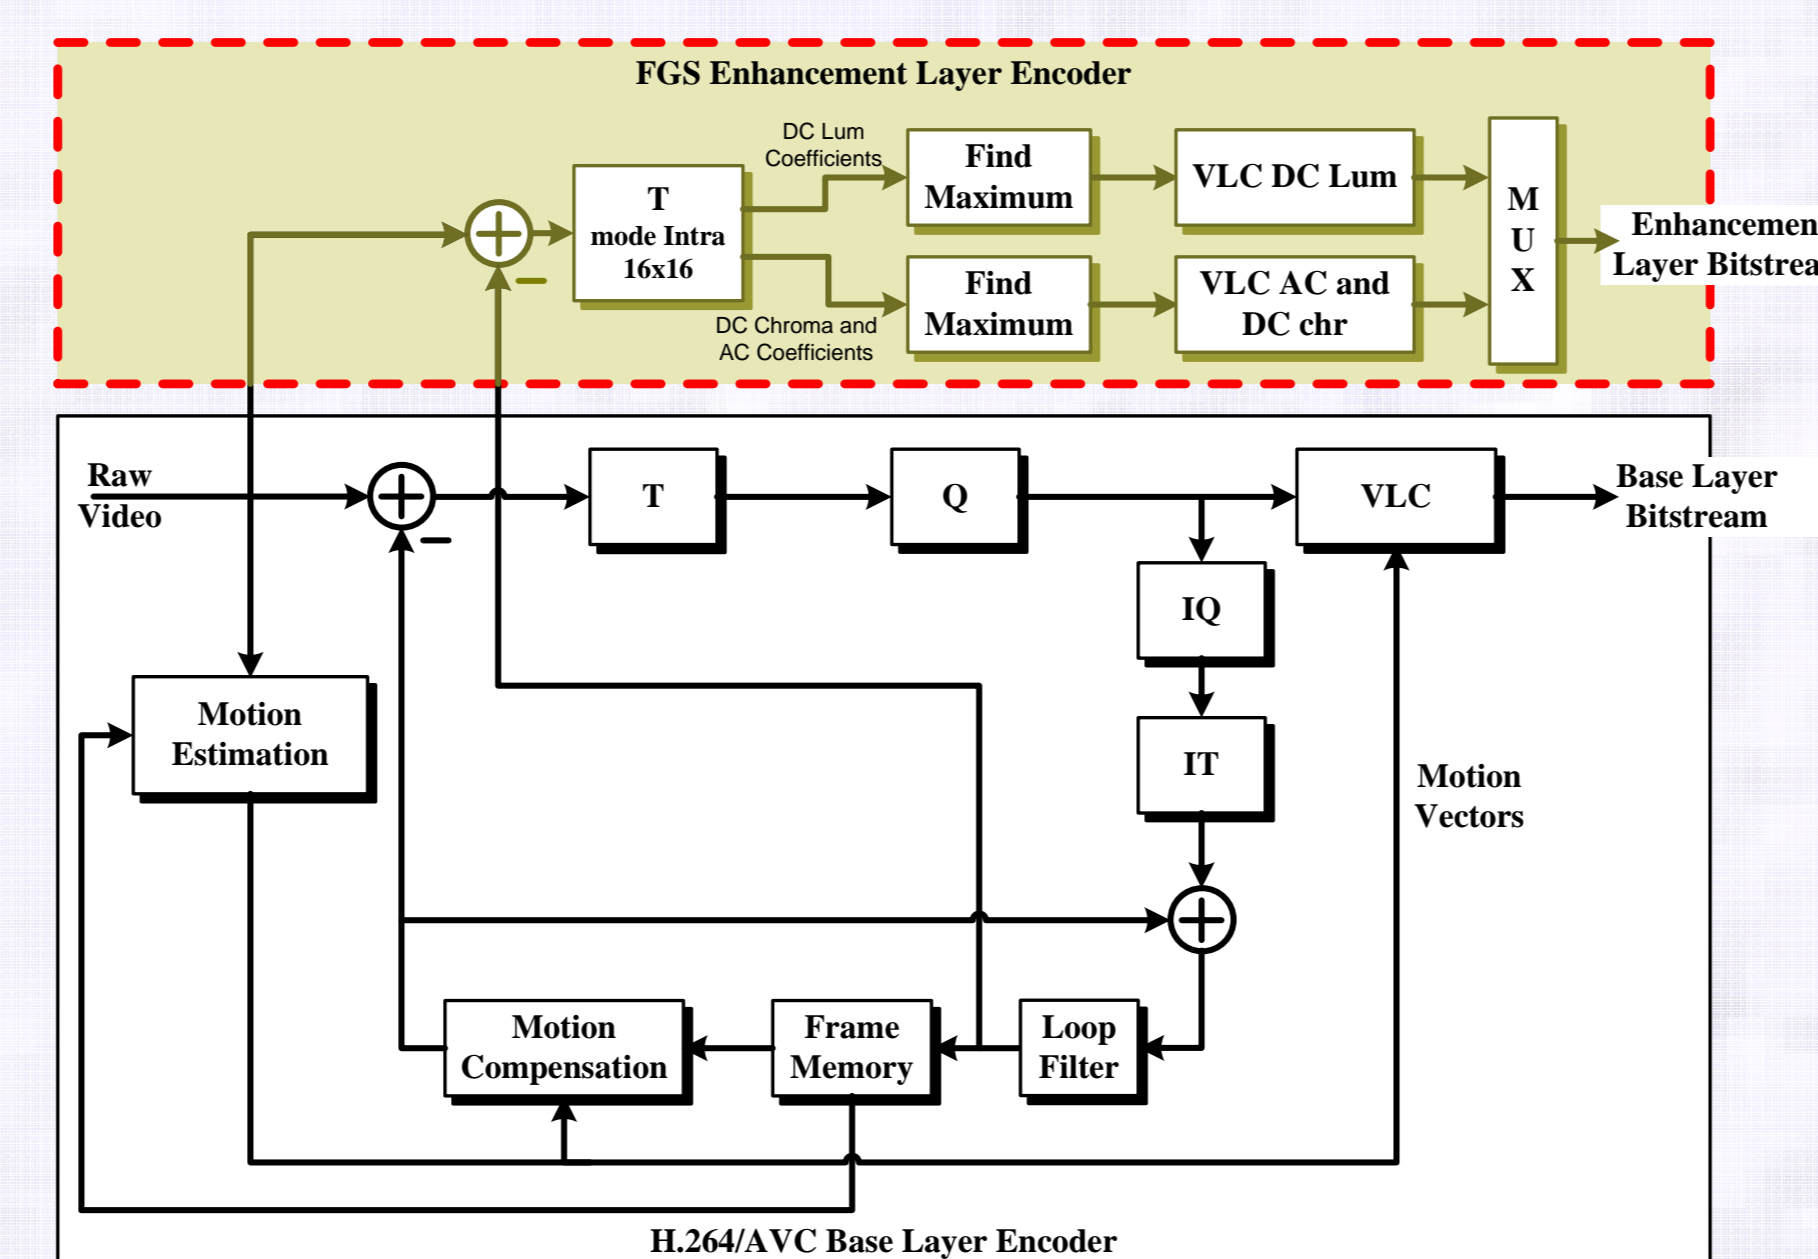 FGS Enhancement Layer Encoder
DC Lum
Coefficients
Find
Maximum
VLC DC Lum
T
mode Intra
16x16
M
U
X
Layer
DC Chroma and
AC Coefficients
Find
Maximum
VLC AC and
DC chr
Raw
Video
T
Q
VLC
Base Layer
Bitstream
IQ
Motion
Estimation
IT
Motion
Vectors
Motion
Compensation
Frame
Memory
Loop
Filter
H.264/AVC Base Layer Encoder